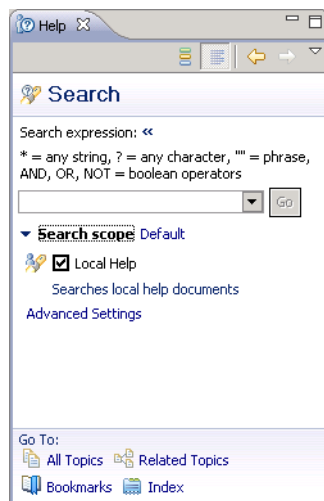 Help
Search
Search expression: «
* = any string, ? = any character, "" = phrase,
AND, OR, NOT = boolean operators
Go
Search scope Default
Local Help
Searches local help documents
Advanced Settings
Go To:
All Topics Related Topics
Bookmarks Index